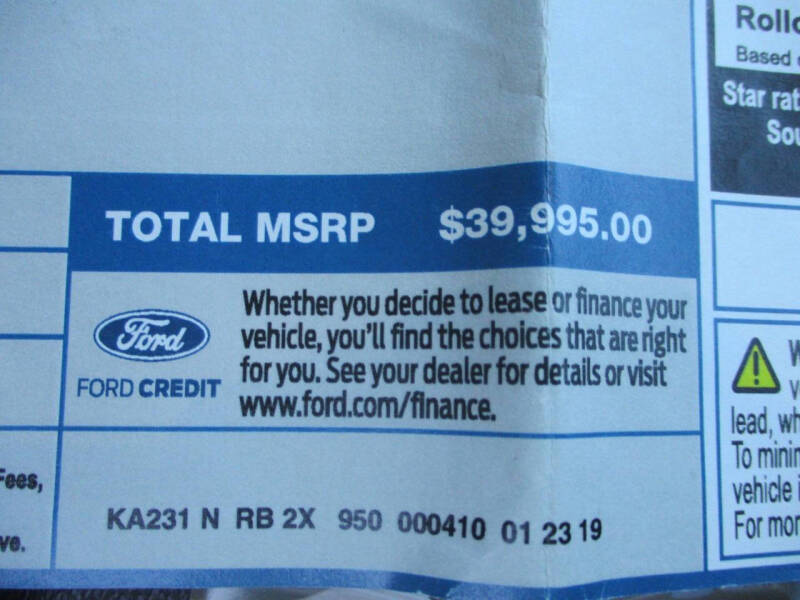 Rollo
Based
Star rat
Sou
TOTAL MSRP $39,995.00
Ford
FORD CREDIT
Whether you decide to lease or finance your
vehicle, you'll find the choices that are right
for you. See your dealer for details or visit
www.ford.com/finance.
KA231 N RB 2X 950 000410 01 23 19
Fees,
ve.
W
V
lead, wh
To minim
vehicle i
For mor